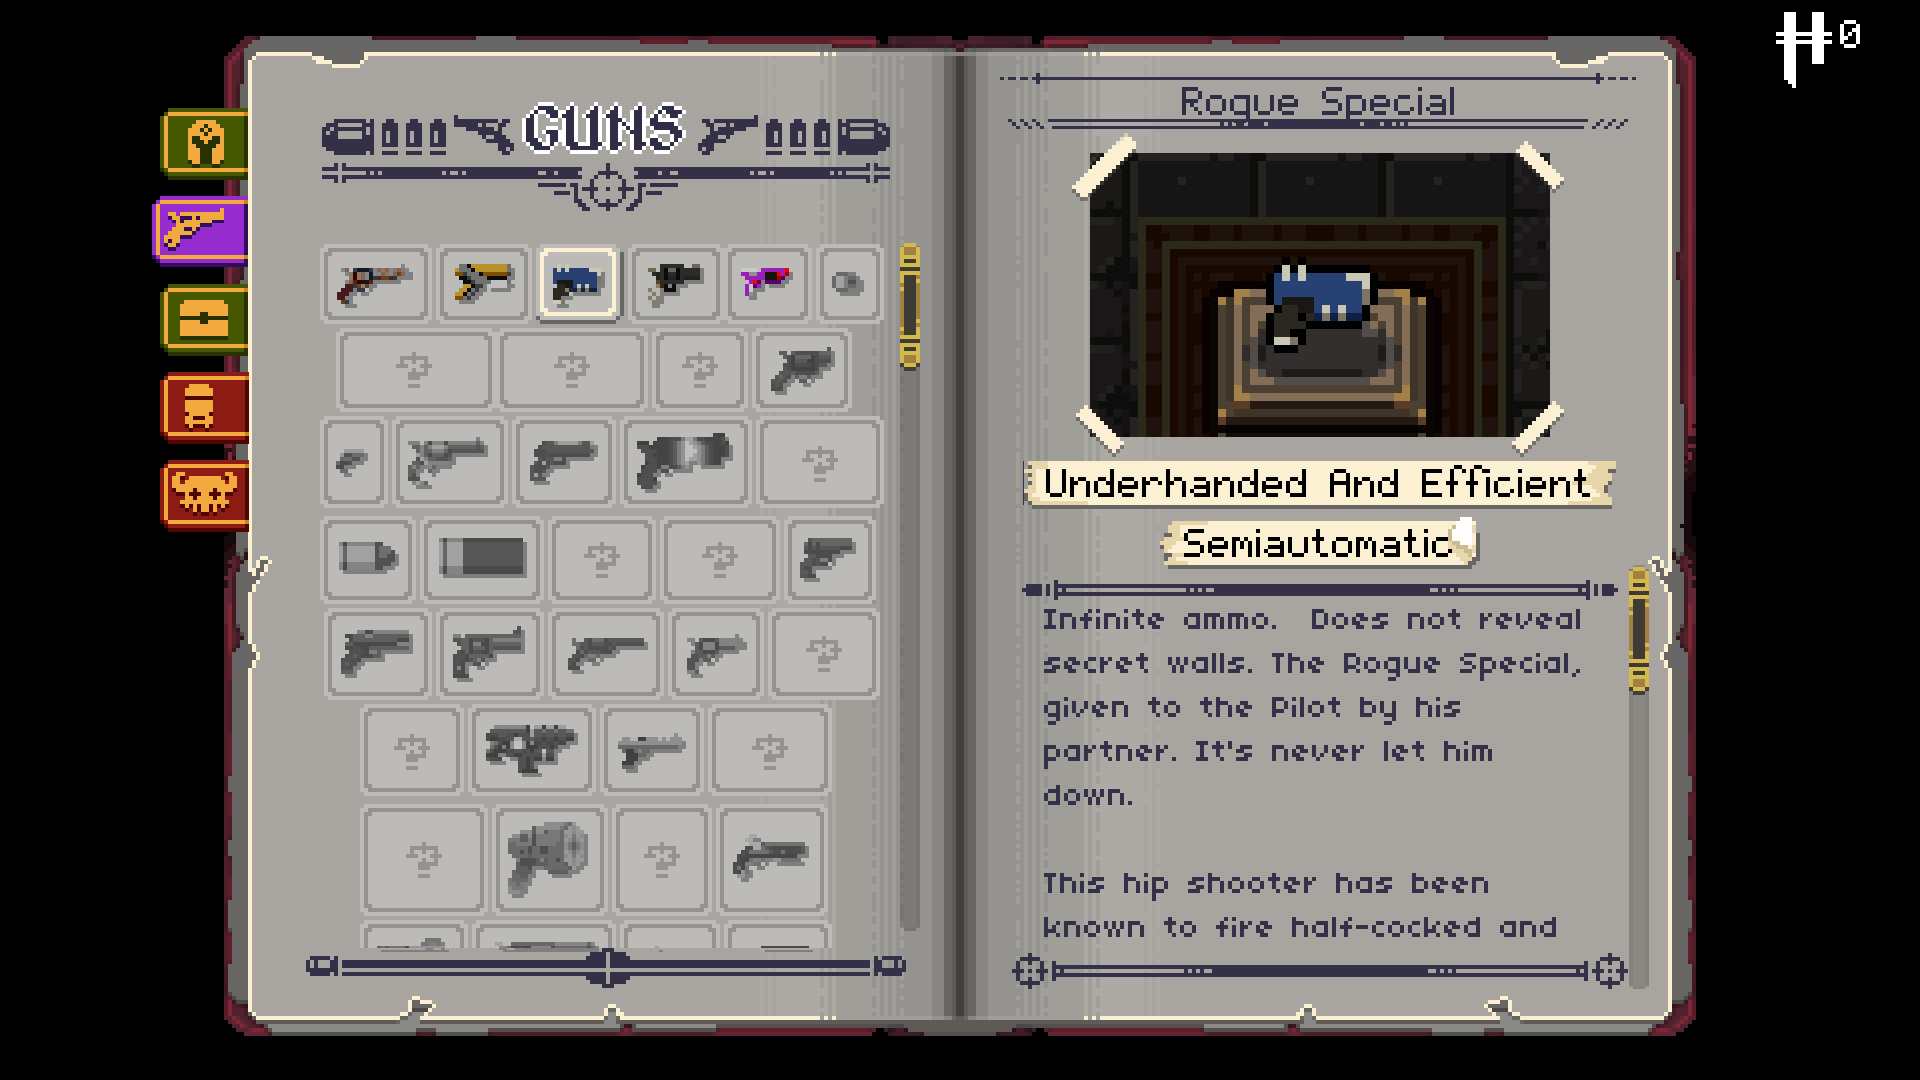 0
GUNS
Rogue Special
Underhanded And Efficient
Semiautomatic
Infinite ammo.  Does not reveal
secret walls. The Rogue Special,
given to the Pilot by his
partner. It's never let him
down.
This hip shooter has been
known to fire half-cocked and